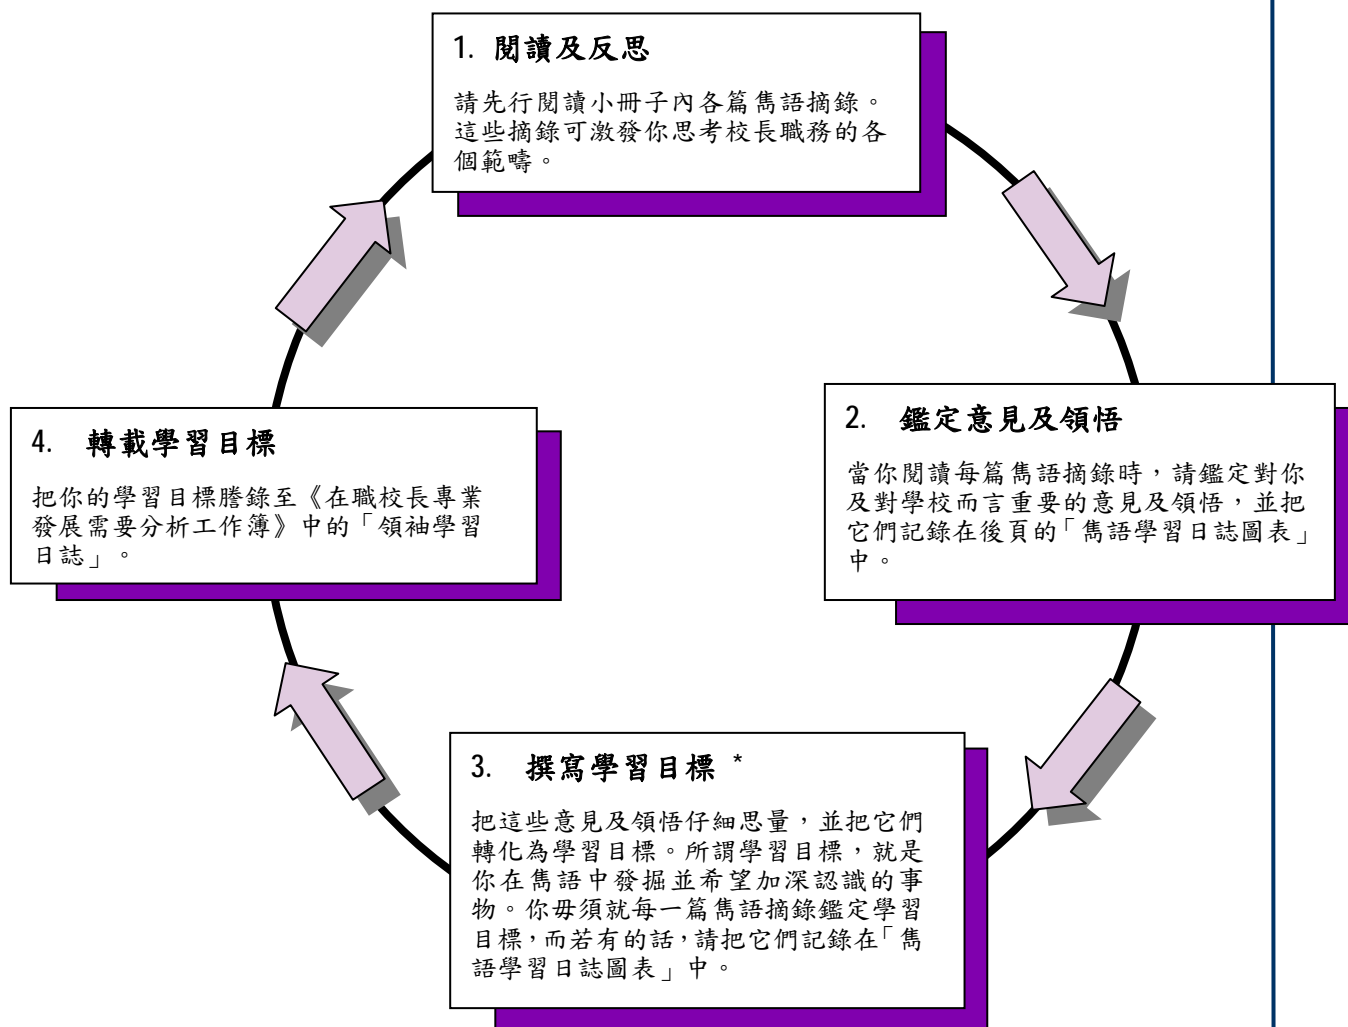 1. 閱讀及反思
請先行閱讀小冊子內各篇雋語摘錄。
這些摘錄可激發你思考校長職務的各
個範疇。
2. 鑑定意見及領悟
當你閱讀每篇雋語摘錄時，請鑑定對你
及對學校而言重要的意見及領悟，並把
它們記錄在後頁的「雋語學習日誌圖表」
中。
3. 撰寫學習目標 *
把這些意見及領悟仔細思量，並把它們
轉化為學習目標。所謂學習目標，就是
你在雋語中發掘並希望加深認識的事
物。你毋須就每一篇雋語摘錄鑑定學習
目標，而若有的話，請把它們記錄在「雋
語學習日誌圖表」中。
4. 轉載學習目標
把你的學習目標謄錄至《在職校長專業
發展需要分析工作簿》中的「領袖學習
日誌」。